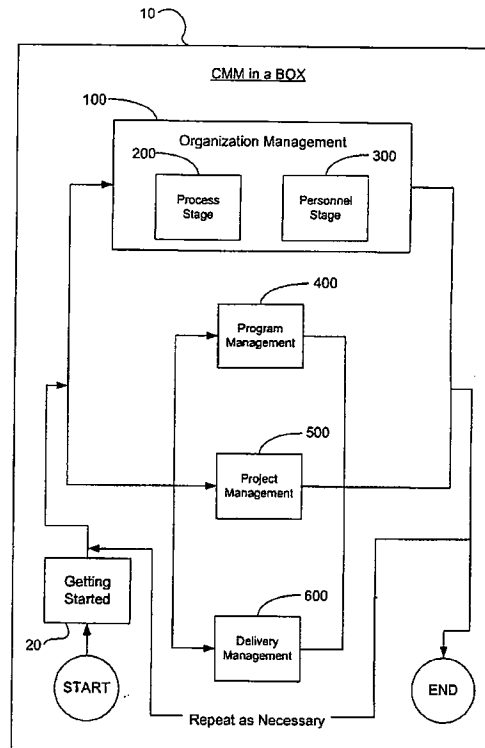 10
CMM in a BOX
100
Organization Management
200
300
Process
Stage
Personnel
Stage
400
Program
Management
500
Project
Management
Getting
Started
20
600
Delivery
Management
START
END
Repeat as Necessary